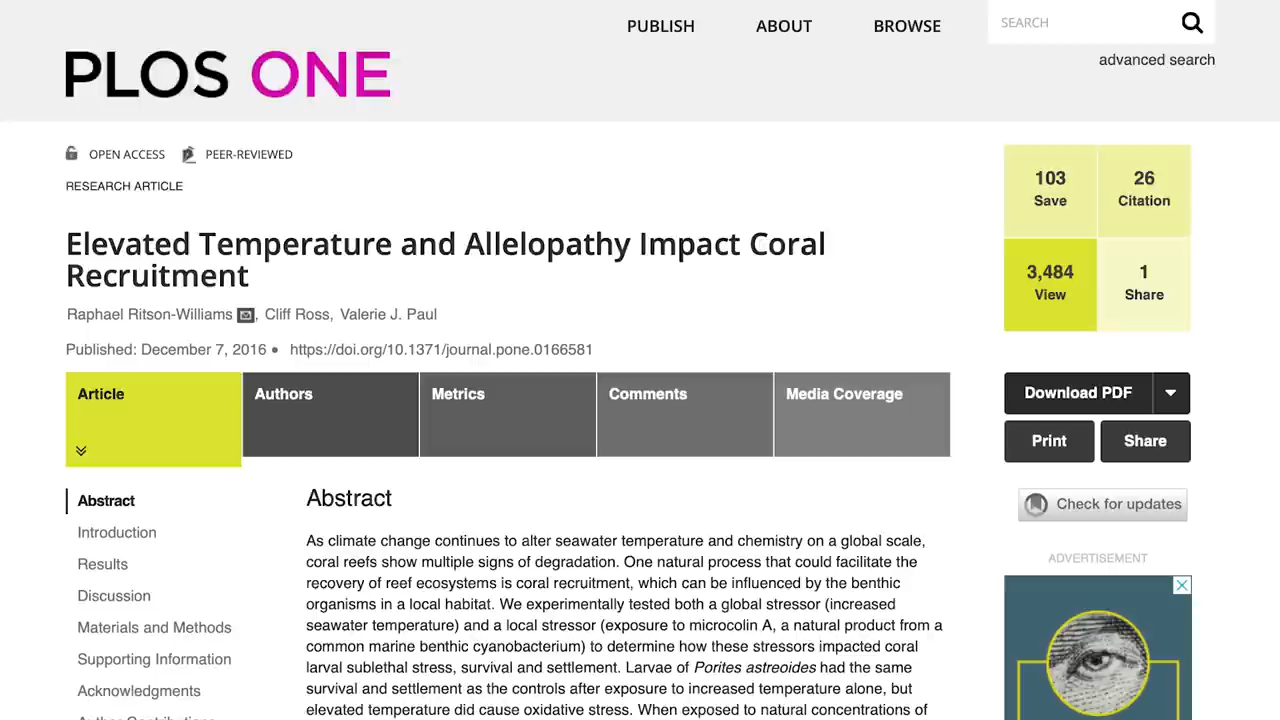 PUBLISH
ABOUT
BROWSE
SEARCH
advanced search
PLOS ONE
OPEN ACCESS
PEER-REVIEWED
RESEARCH ARTICLE
Elevated Temperature and Allelopathy Impact Coral
Recruitment
Raphael Ritson-Williams , Cliff Ross, Valerie J. Paul
Published: December 7, 2016 • https://doi.org/10.1371/journal.pone.0166581
103
Save
26
Citation
3,484
View
1
Share
Article
Authors
Metrics
Comments
Media Coverage
Download PDF
Print
Share
Check for updates
ADVERTISEMENT
Abstract
Introduction
Results
Discussion
Materials and Methods
Supporting Information
Acknowledgments
Author Contributions
Abstract
As climate change continues to alter seawater temperature and chemistry on a global scale,
coral reefs show multiple signs of degradation. One natural process that could facilitate the
recovery of reef ecosystems is coral recruitment, which can be influenced by the benthic
organisms in a local habitat. We experimentally tested both a global stressor (increased
seawater temperature) and a local stressor (exposure to microcolin A, a natural product from a
common marine benthic cyanobacterium) to determine how these stressors impacted coral
larval sublethal stress, survival and settlement. Larvae of Porites astreoides had the same
survival and settlement as the controls after exposure to increased temperature alone, but
elevated temperature did cause oxidative stress. When exposed to natural concentrations of